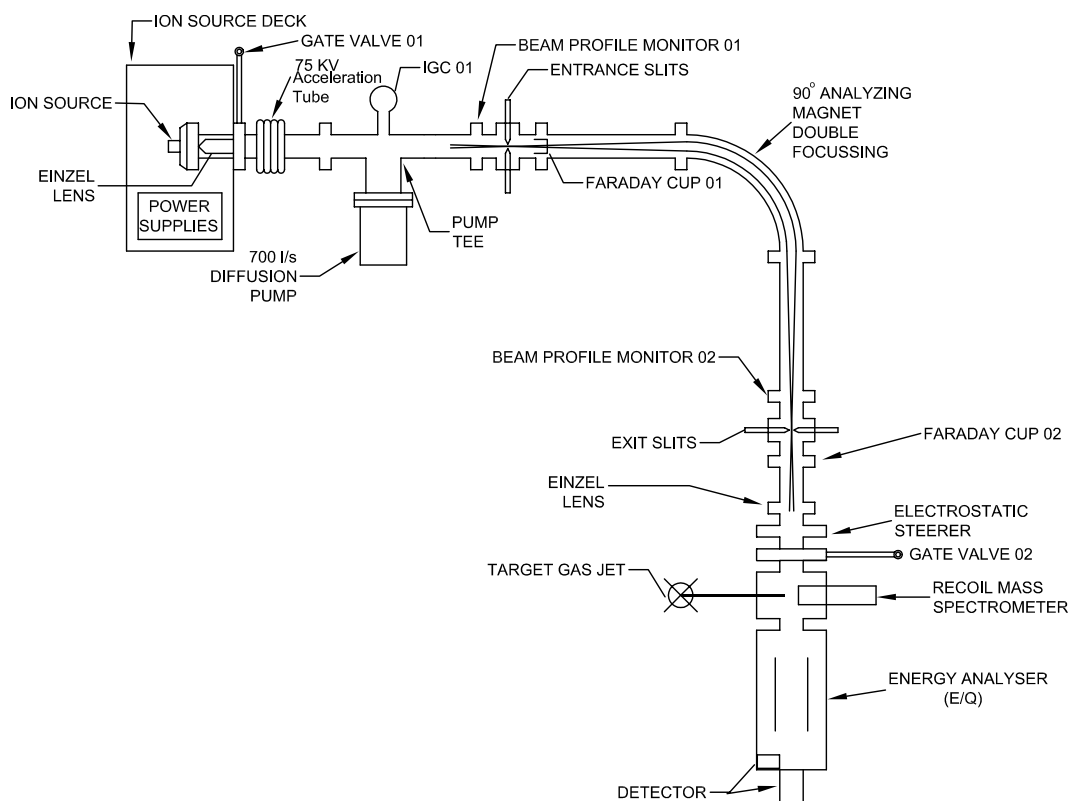 ION SOURCE DECK
GATE VALVE 01
75 KV
Acceleration
Tube
IGC 01
BEAM PROFILE MONITOR 01
ENTRANCE SLITS
90° ANALYZING
MAGNET
DOUBLE
FOCUSSING
ION SOURCE
EINZEL
LENS
POWER
SUPPLIES
FARADAY CUP 01
PUMP
TEE
700 l/s
DIFFUSION
PUMP
BEAM PROFILE MONITOR 02
EXIT SLITS
FARADAY CUP 02
EINZEL
LENS
ELECTROSTATIC
STEERER
GATE VALVE 02
TARGET GAS JET
RECOIL MASS
SPECTROMETER
ENERGY ANALYSER
(E/Q)
DETECTOR